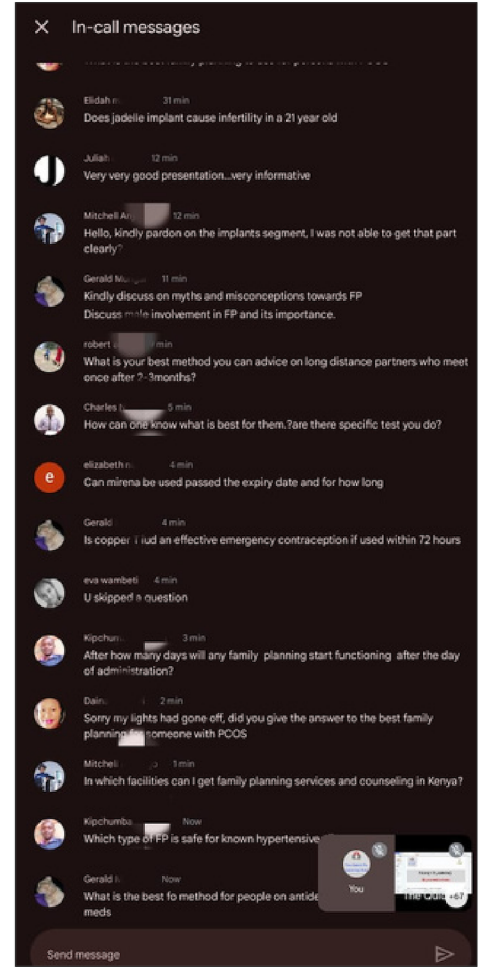 In-call messages
Elidah 31 min
Does jadelle implant cause infertility in a 21 year old
Juliah 12 min
Very very good presentation...very informative
Mitchell 12 min
Hello, kindly pardon on the implants segment, I was not able to get that part
clearly?
Gerald 11 min
Kindly discuss on myths and misconceptions towards FP
Discuss male involvement in FP and its importance.
robert min
What is your best method you can advice on long distance partners who meet
once after 2-3months?
Charles 5 min
How can one know what is best for them.?are there specific test you do?
e
elizabeth n 4 min
Can mirena be used passed the expiry date and for how long
Gerald 4 min
Is copper T iud an effective emergency contraception if used within 72 hours
eva wambeti 4 min
U skipped a question
Kipchum 3 min
After how many days will any family planning start functioning after the day
of administration?
2 min
Sorry my lights had gone off, did you give the answer to the best family
planning for someone with PCOS
Mitchell 1 min
In which facilities can I get family planning services and counseling in Kenya?
Kipchumba Now
Which type of FP is safe for known hypertensive
Gerald Now
What is the best fo method for people on antide
meds
You
+67
Send message